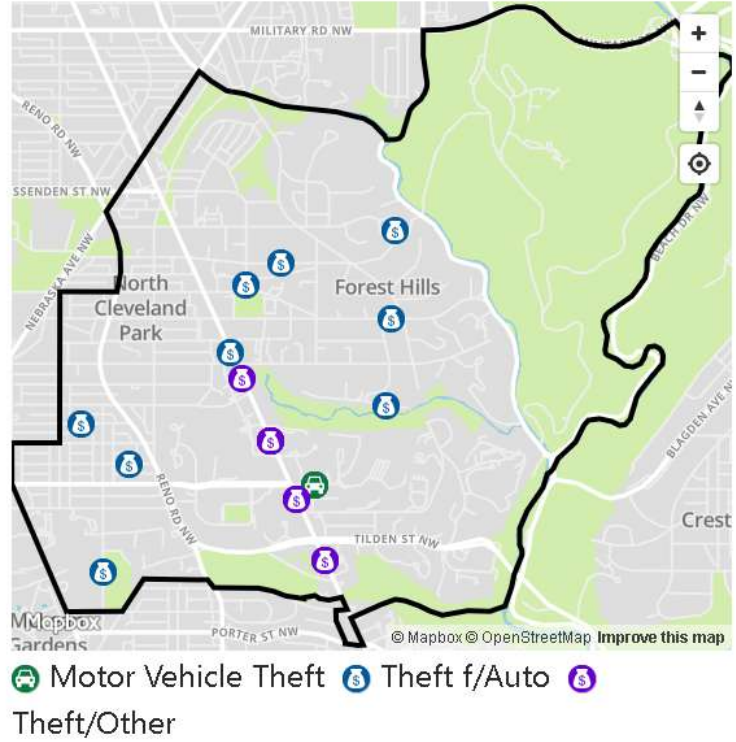 MILITARY RD NW
RENO RD NW
SSENDEN ST NW
NEBRASKA AVE NW
BEACH DR NW
North
Cleveland
Park
Forest Hills
BLAGDEN AVE N
RENO RD NW
TILDEN ST NW
Crest
Mapbox
Gardens
PORTER ST NW
© Mapbox © OpenStreetMap Improve this map
Motor Vehicle Theft Theft f/Auto
Theft/Other